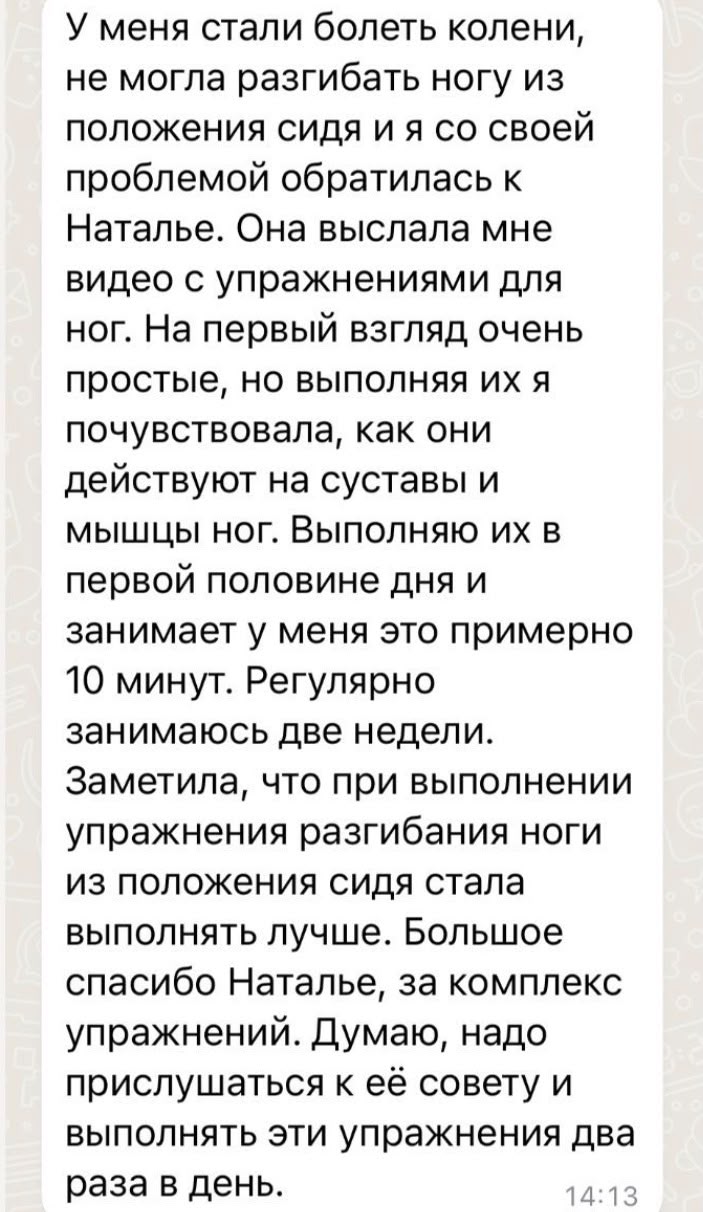 У меня стали болеть колени,
не могла разгибать ногу из
положения сидя и я со своей
проблемой обратилась к
Наталье. Она выслала мне
видео с упражнениями для
ног. На первый взгляд очень
простые, но выполняя их я
почувствовала, как они
действуют на суставы и
мышцы ног. Выполняю их в
первой половине дня и
занимает у меня это примерно
10 минут. Регулярно
занимаюсь две недели.
Заметила, что при выполнении
упражнения разгибания ноги
из положения сидя стала
выполнять лучше. Большое
спасибо Наталье, за комплекс
упражнений. Думаю, надо
прислушаться к её совету и
выполнять эти упражнения два
раза в день.
14:13